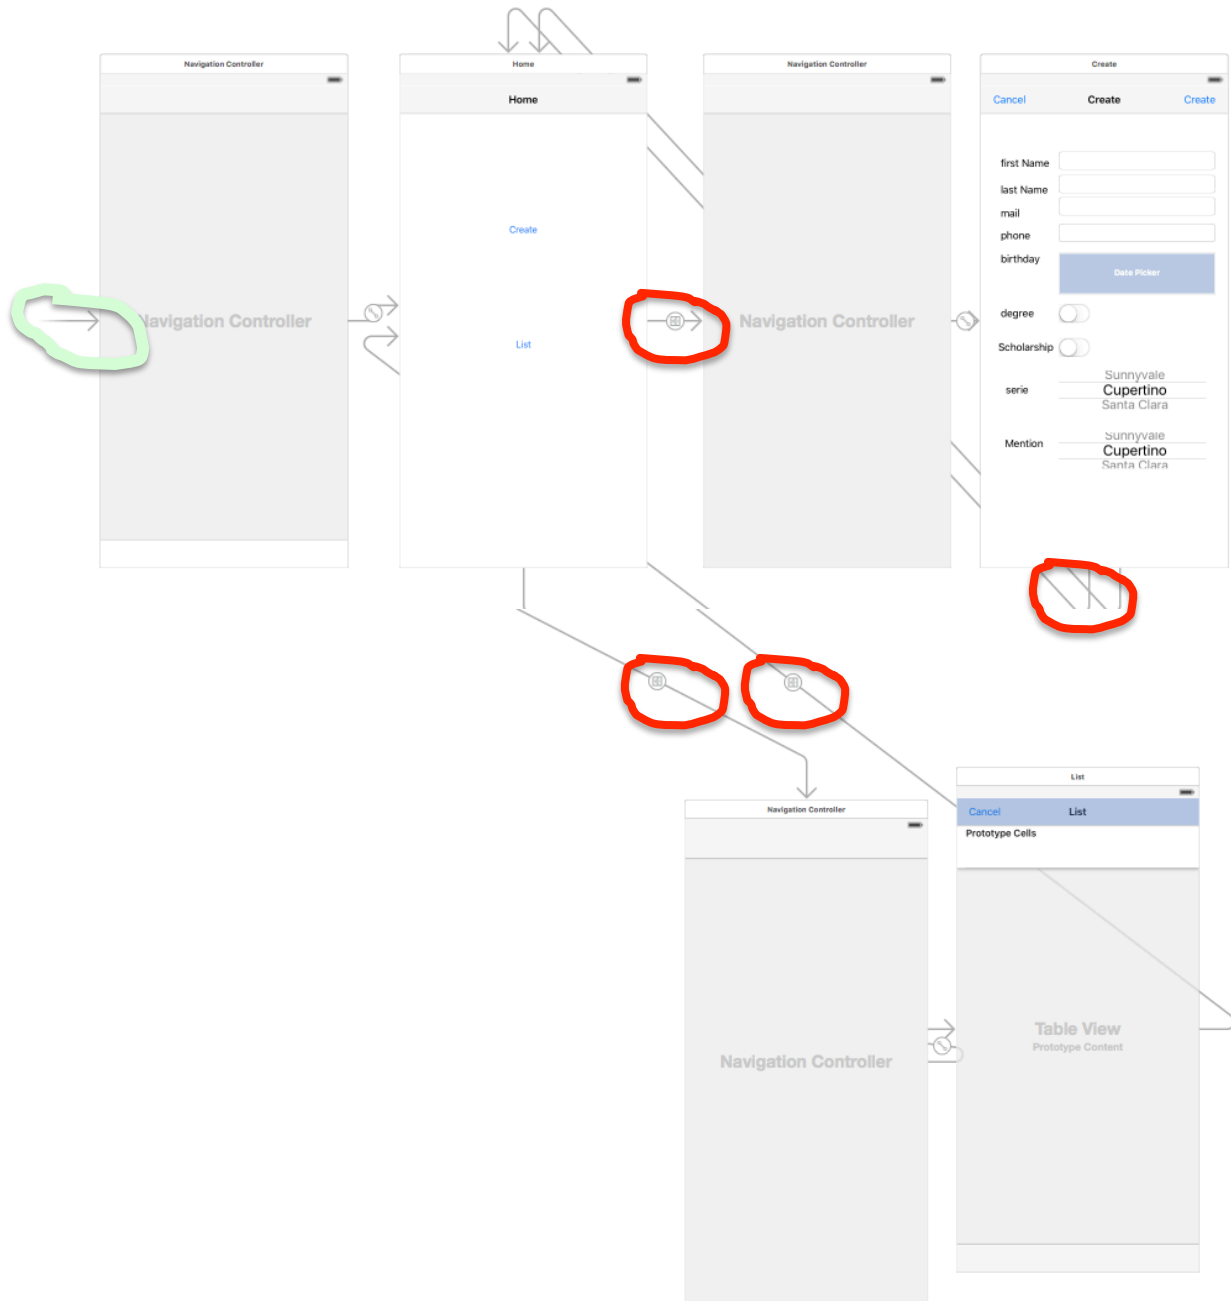 Navigation Controller
Home
Navigation Controller
Create
Home
Cancel
Create
Create
first Name
last Name
mail
phone
birthday
Date Picker
degree
Scholarship
serie
Sunnyvale
Cupertino
Santa Clara
Mention
Sunnyvale
Cupertino
Santa Clara
Create
List
Navigation Controller
Navigation Controller
List
Navigation Controller
Cancel
List
Prototype Cells
Table View
Prototype Content
Navigation Controller